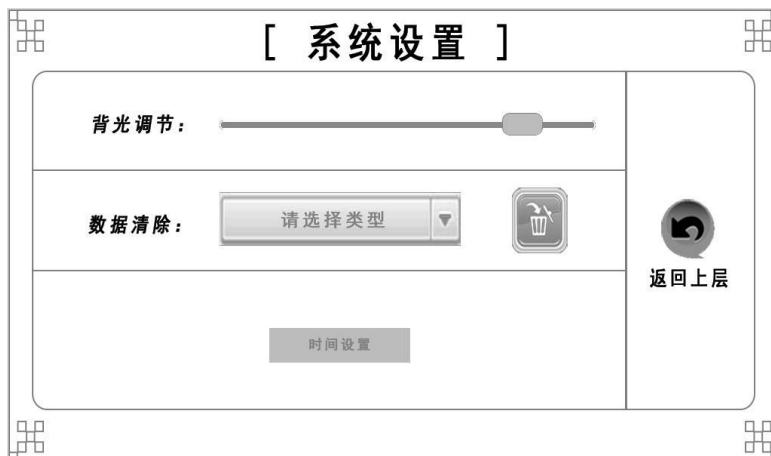 [ 系统设置 ]
背光调节：
数据清除：
请选择类型
返回上层
时间设置